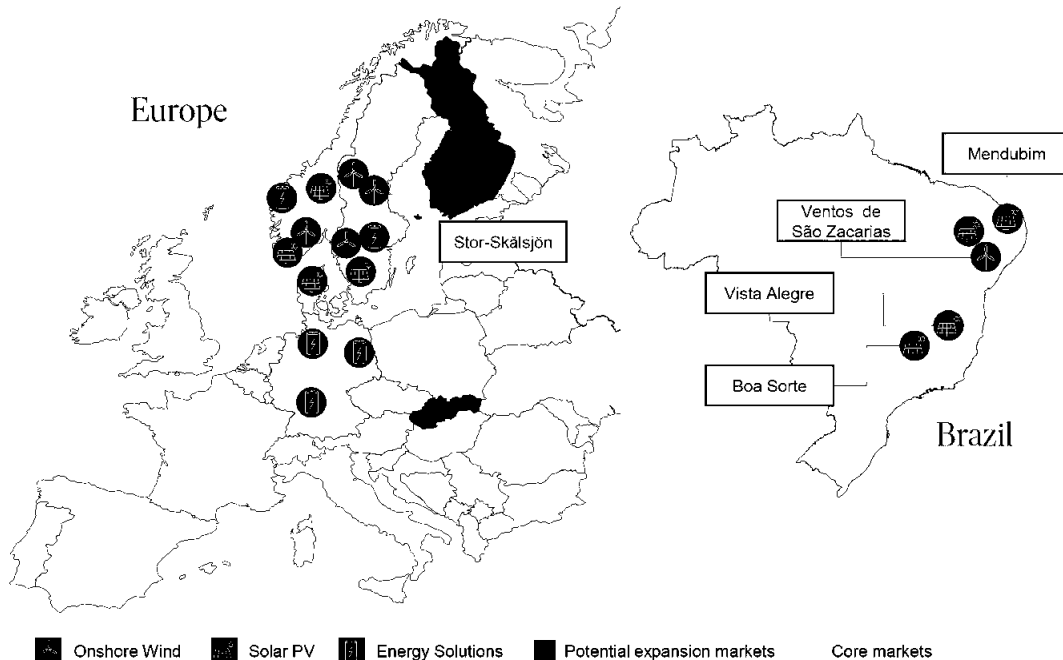 Europe
Mendubim
Ventos de
São Zacarias
Stor-Skålsjön
Vista Alegre
Boa Sorte
Brazil
Onshore Wind
Solar PV
Energy Solutions
Potential expansion markets
Core markets